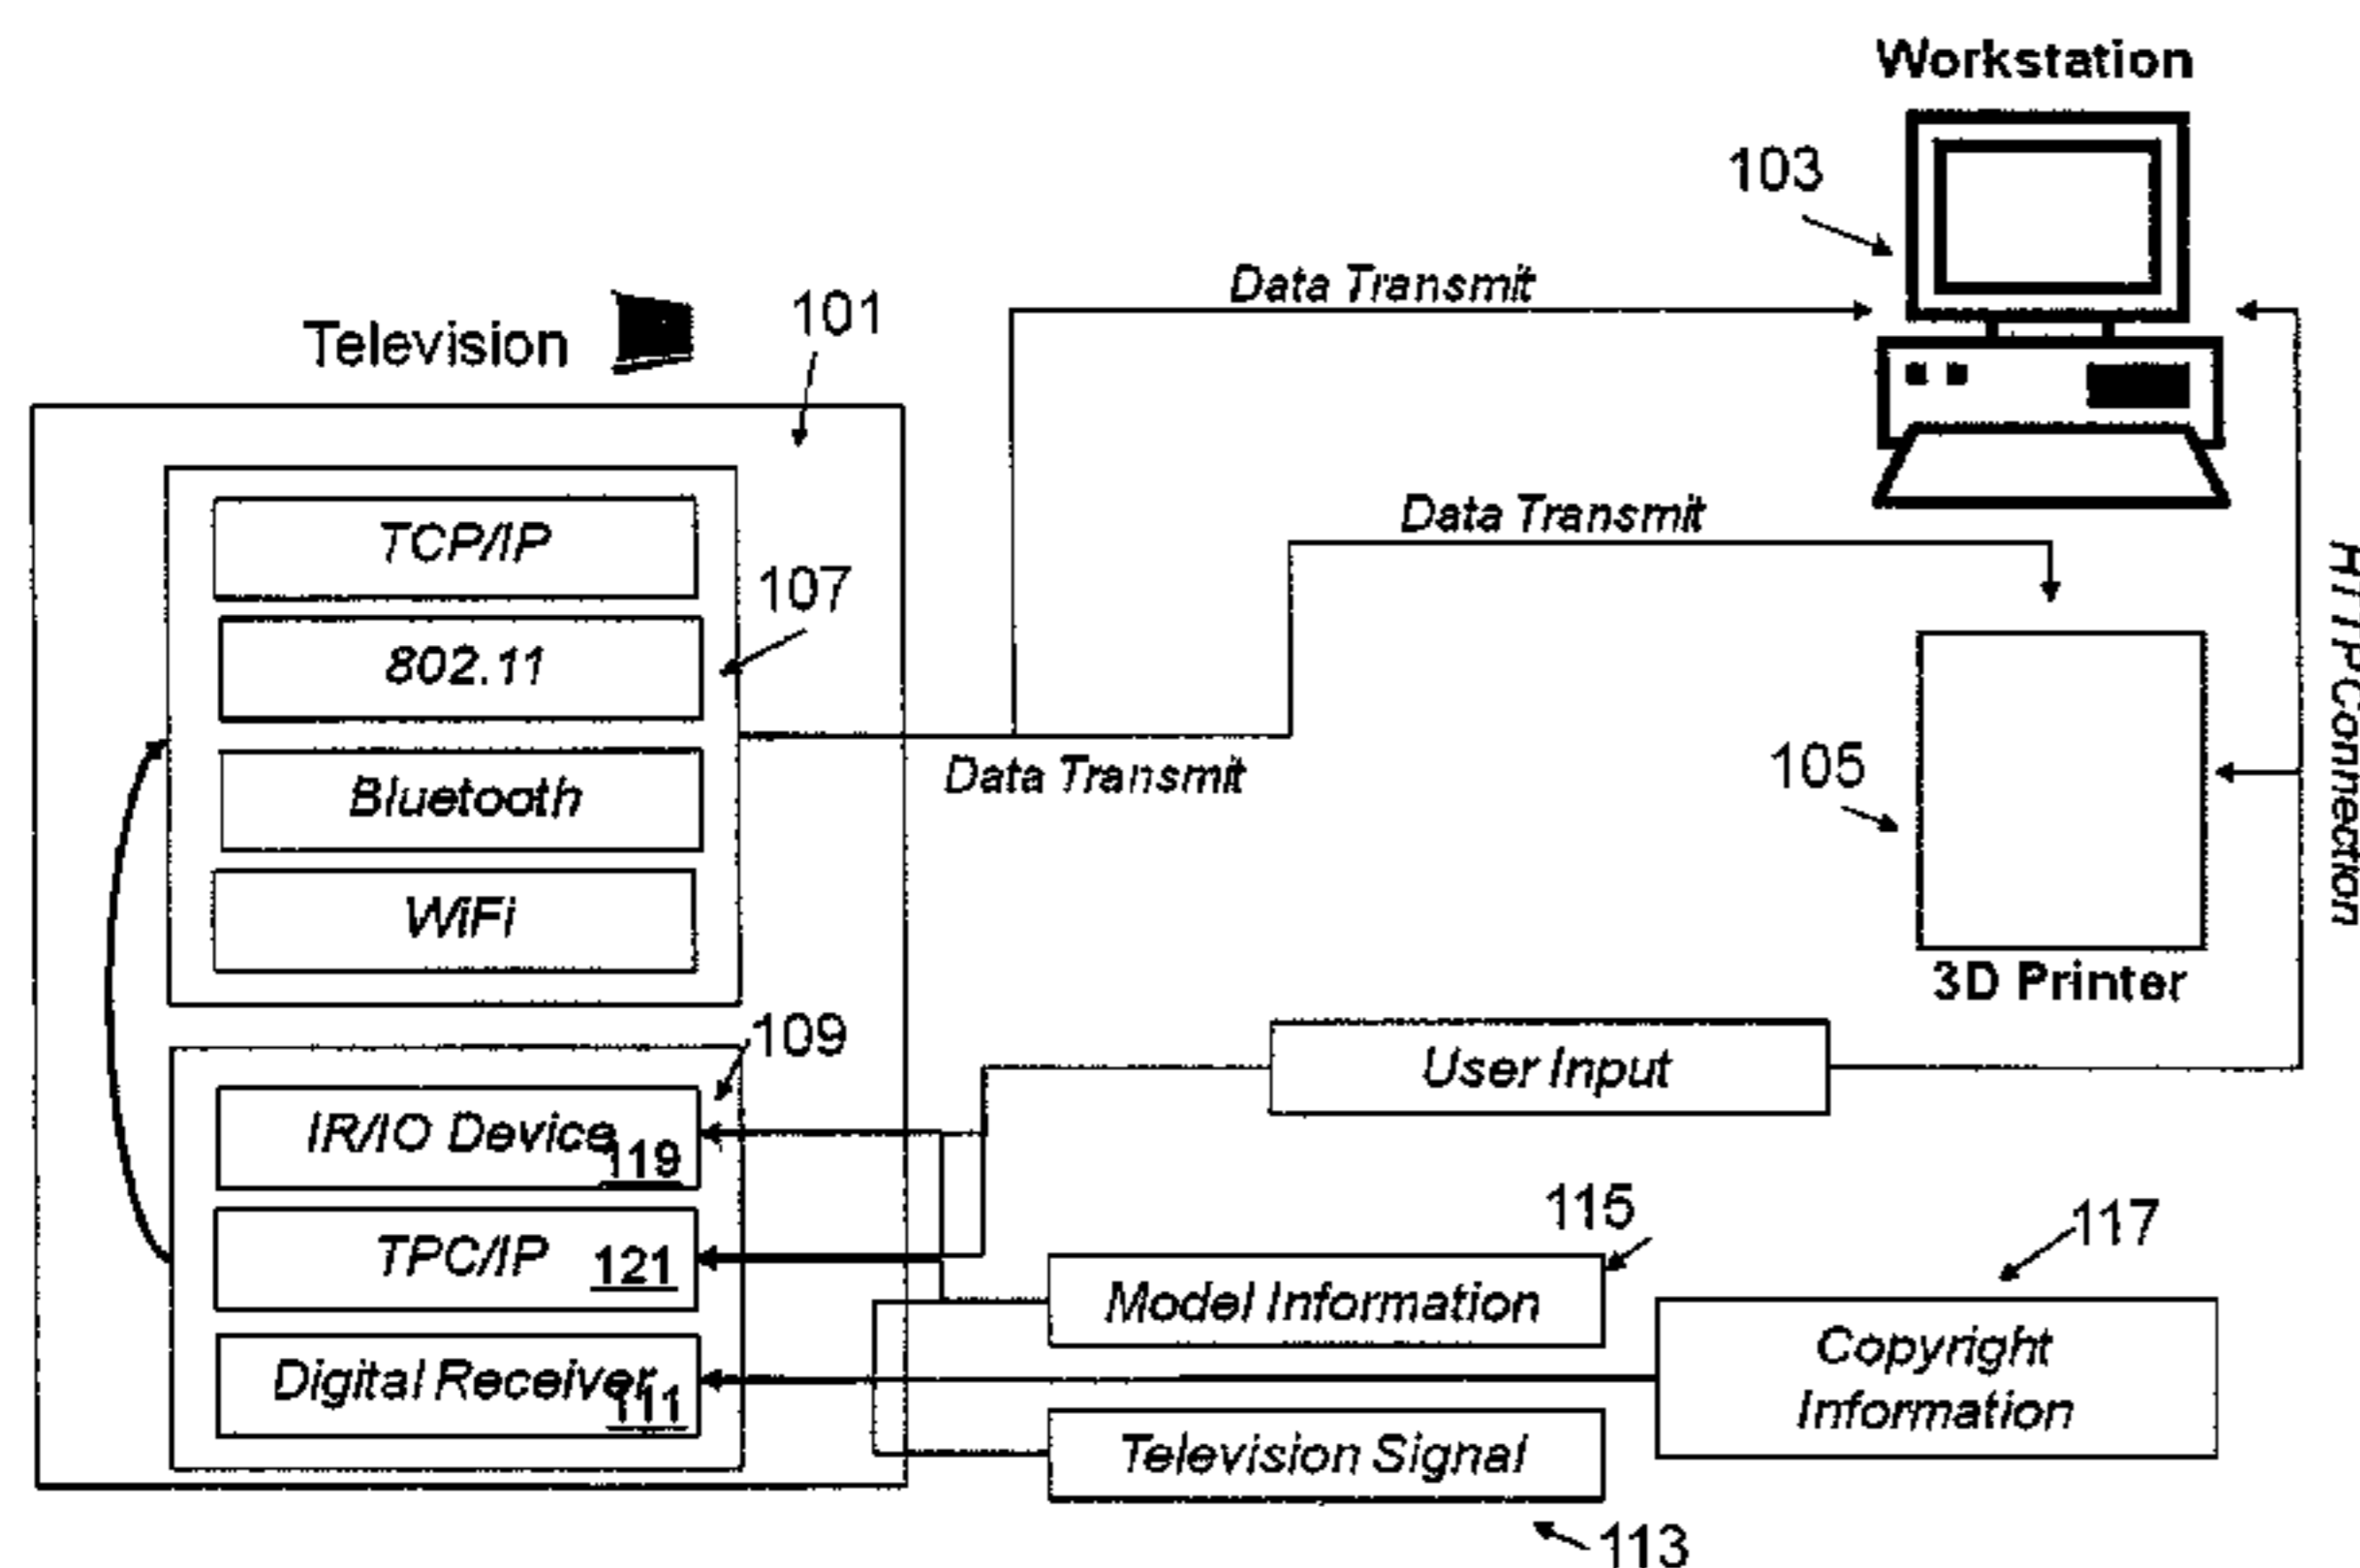 Workstation
103
Data Transmit
Television
101
TCP/IP
802.11
Bluetooth
WiFi
107
Data Transmit
Data Transmit
105
3D Printer
HTTP Connection
109
IR/IO Device 119
TPC/IP 121
Digital Receiver 111
User Input
115
Model Information
117
Copyright
Information
Television Signal
113